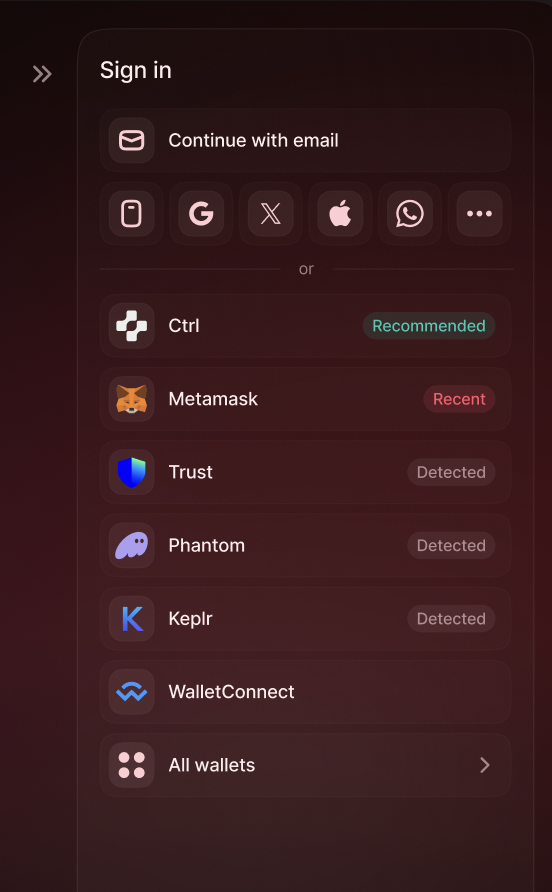 Sign in
Continue with email
or
Ctrl Recommended
Metamask Recent
Trust Detected
Phantom Detected
Keplr Detected
WalletConnect
All wallets